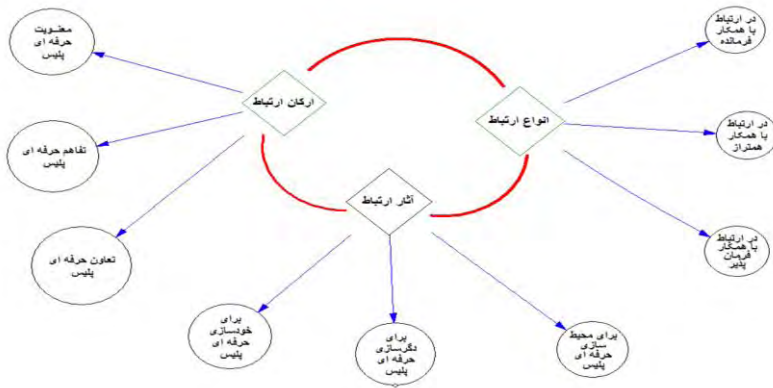 معنویت
حرفه ای
پلیس
ارکان ارتباط
تفاهم حرفه ای
پلیس
تعاون حرفه ای
پلیس
در ارتباط
با همکار
فرمانده
انواع ارتباط
در ارتباط
با همکار
همتراز
در ارتباط
با همکار
فرمان
پذیر
آثار ارتباط
برای
خودسازی
حرفه ای
پلیس
برای
دگرسازی
حرفه ای
پلیس
برای محیط
سازی
حرفه ای
پلیس